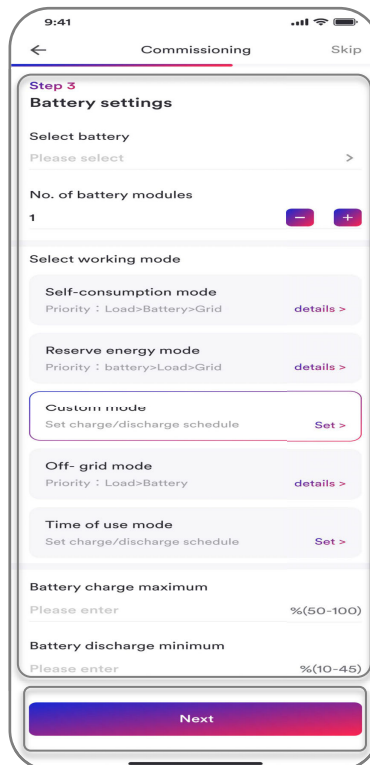 9:41
Commissioning Skip
Step 3
Battery settings
Select battery
Please select >
No. of battery modules
1 − +
Select working mode
Self-consumption mode
Priority：Load>Battery>Grid details >
Reserve energy mode
Priority：battery>Load>Grid details >
Custom mode
Set charge/discharge schedule Set >
Off- grid mode
Priority：Load>Battery details >
Time of use mode
Set charge/discharge schedule Set >
Battery charge maximum
Please enter %(50-100)
Battery discharge minimum
Please enter %(10-45)
Next